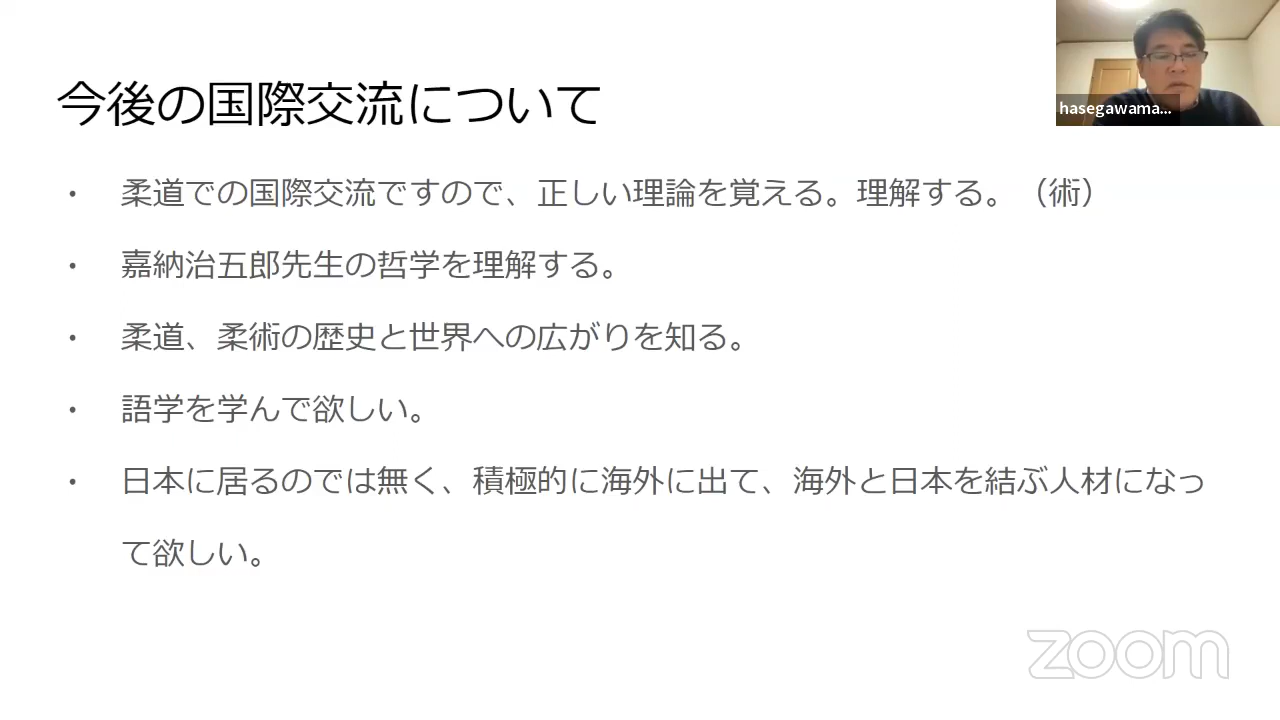 今後の国際交流について
hasegawama...
・ 柔道での国際交流ですので、正しい理論を覚える。理解する。（術）
・ 嘉納治五郎先生の哲学を理解する。
・ 柔道、柔術の歴史と世界への広がりを知る。
・ 語学を学んで欲しい。
・ 日本に居るのでは無く、積極的に海外に出て、海外と日本を結ぶ人材になっ
て欲しい。
zoom